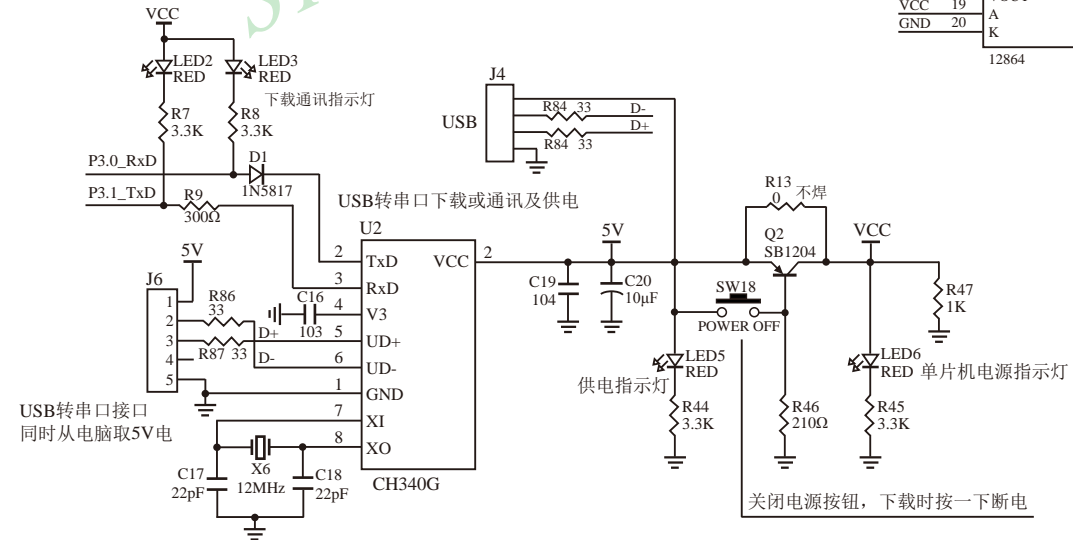 VCC
LED2
RED
LED3
RED
下载通讯指示灯
R7
3.3K
R8
3.3K
P3.0_RxD
D1
1N5817
P3.1_TxD
R9
300Ω
J4
USB
R84 33
D-
D+
R84 33
VCC 19
A
GND 20
K
12864
USB转串口下载或通讯及供电
U2
2
TxD
VCC
2
3
RxD
4
V3
5
UD+
6
UD-
1
GND
7
XI
8
XO
CH340G
5V
J6
1
2
3
4
5
R86
33
R87 33
D+
D-
C16
103
USB转串口接口
同时从电脑取5V电
C17
22pF
X6
12MHz
C18
22pF
5V
C19
104
C20
10μF
R13
0 不焊
Q2
SB1204
VCC
SW18
POWER OFF
R47
1K
LED5
RED
供电指示灯
LED6
RED 单片机电源指示灯
R44
3.3K
R46
210Ω
R45
3.3K
关闭电源按钮，下载时按一下断电